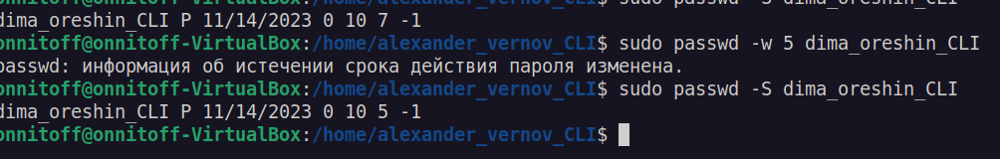 sudo passwd -S dima_oreshin_CLI
dima_oreshin_CLI P 11/14/2023 0 10 7 -1
onnitoff@onnitoff-VirtualBox:/home/alexander_vernov_CLI$ sudo passwd -w 5 dima_oreshin_CLI
passwd: информация об истечении срока действия пароля изменена.
onnitoff@onnitoff-VirtualBox:/home/alexander_vernov_CLI$ sudo passwd -S dima_oreshin_CLI
dima_oreshin_CLI P 11/14/2023 0 10 5 -1
onnitoff@onnitoff-VirtualBox:/home/alexander_vernov_CLI$